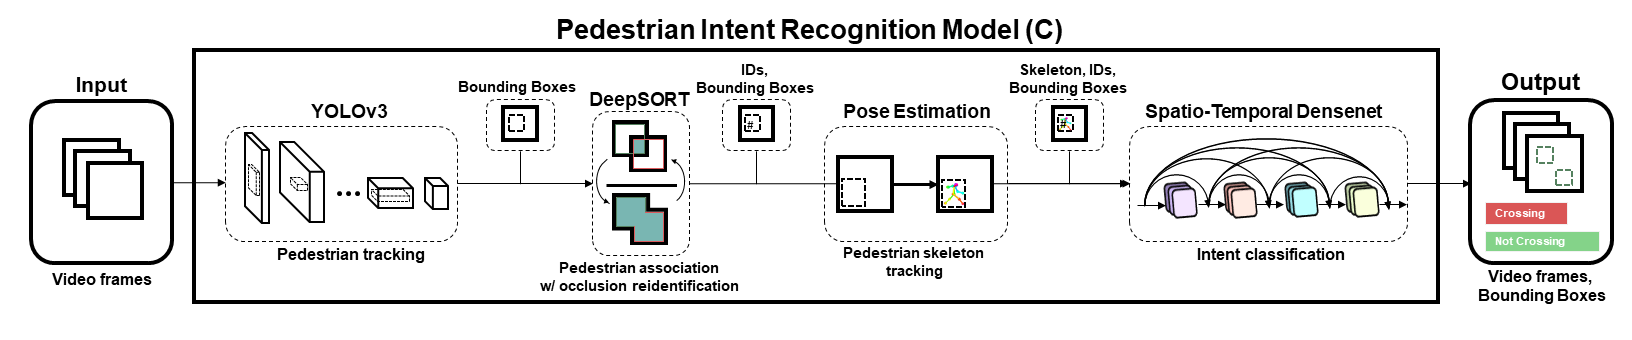 Pedestrian Intent Recognition Model (C)
Input
Video frames
YOLOv3
Pedestrian tracking
Bounding Boxes
#
DeepSORT
Pedestrian association
w/ occlusion reidentification
IDs,
Bounding Boxes
#
Pose Estimation
Pedestrian skeleton
tracking
Skeleton, IDs,
Bounding Boxes
#
Spatio-Temporal Densenet
Intent classification
Output
Crossing
Not Crossing
Video frames,
Bounding Boxes